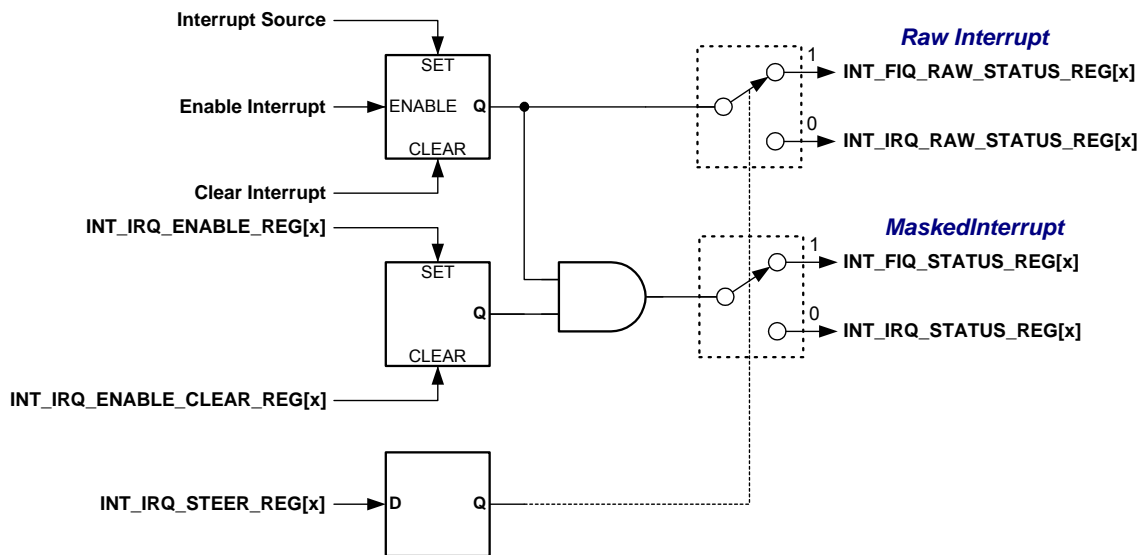 Interrupt Source
SET
Enable Interrupt
ENABLE
Q
CLEAR
Clear Interrupt
Raw Interrupt
1
INT_FIQ_RAW_STATUS_REG[x]
0
INT_IRQ_RAW_STATUS_REG[x]
INT_IRQ_ENABLE_REG[x]
SET
Q
CLEAR
INT_IRQ_ENABLE_CLEAR_REG[x]
MaskedInterrupt
1
INT_FIQ_STATUS_REG[x]
0
INT_IRQ_STATUS_REG[x]
INT_IRQ_STEER_REG[x]
D
Q